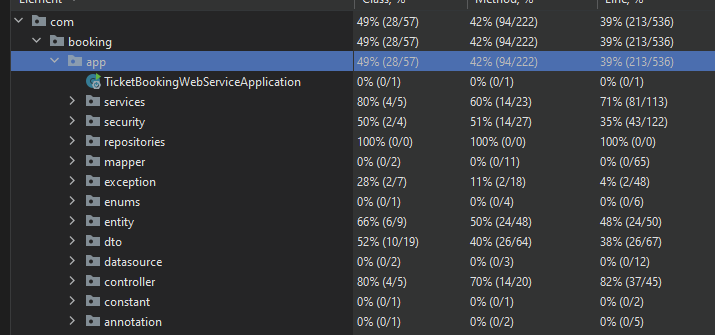 Element Class, % Method, % Line, %
com 49% (28/57) 42% (94/222) 39% (213/536)
booking 49% (28/57) 42% (94/222) 39% (213/536)
app 49% (28/57) 42% (94/222) 39% (213/536)
TicketBookingWebServiceApplication 0% (0/1) 0% (0/1) 0% (0/1)
services 80% (4/5) 60% (14/23) 71% (81/113)
security 50% (2/4) 51% (14/27) 35% (43/122)
repositories 100% (0/0) 100% (0/0) 100% (0/0)
mapper 0% (0/2) 0% (0/11) 0% (0/65)
exception 28% (2/7) 11% (2/18) 4% (2/48)
enums 0% (0/1) 0% (0/4) 0% (0/6)
entity 66% (6/9) 50% (24/48) 48% (24/50)
dto 52% (10/19) 40% (26/64) 38% (26/67)
datasource 0% (0/2) 0% (0/3) 0% (0/12)
controller 80% (4/5) 70% (14/20) 82% (37/45)
constant 0% (0/1) 0% (0/1) 0% (0/2)
annotation 0% (0/1) 0% (0/2) 0% (0/5)